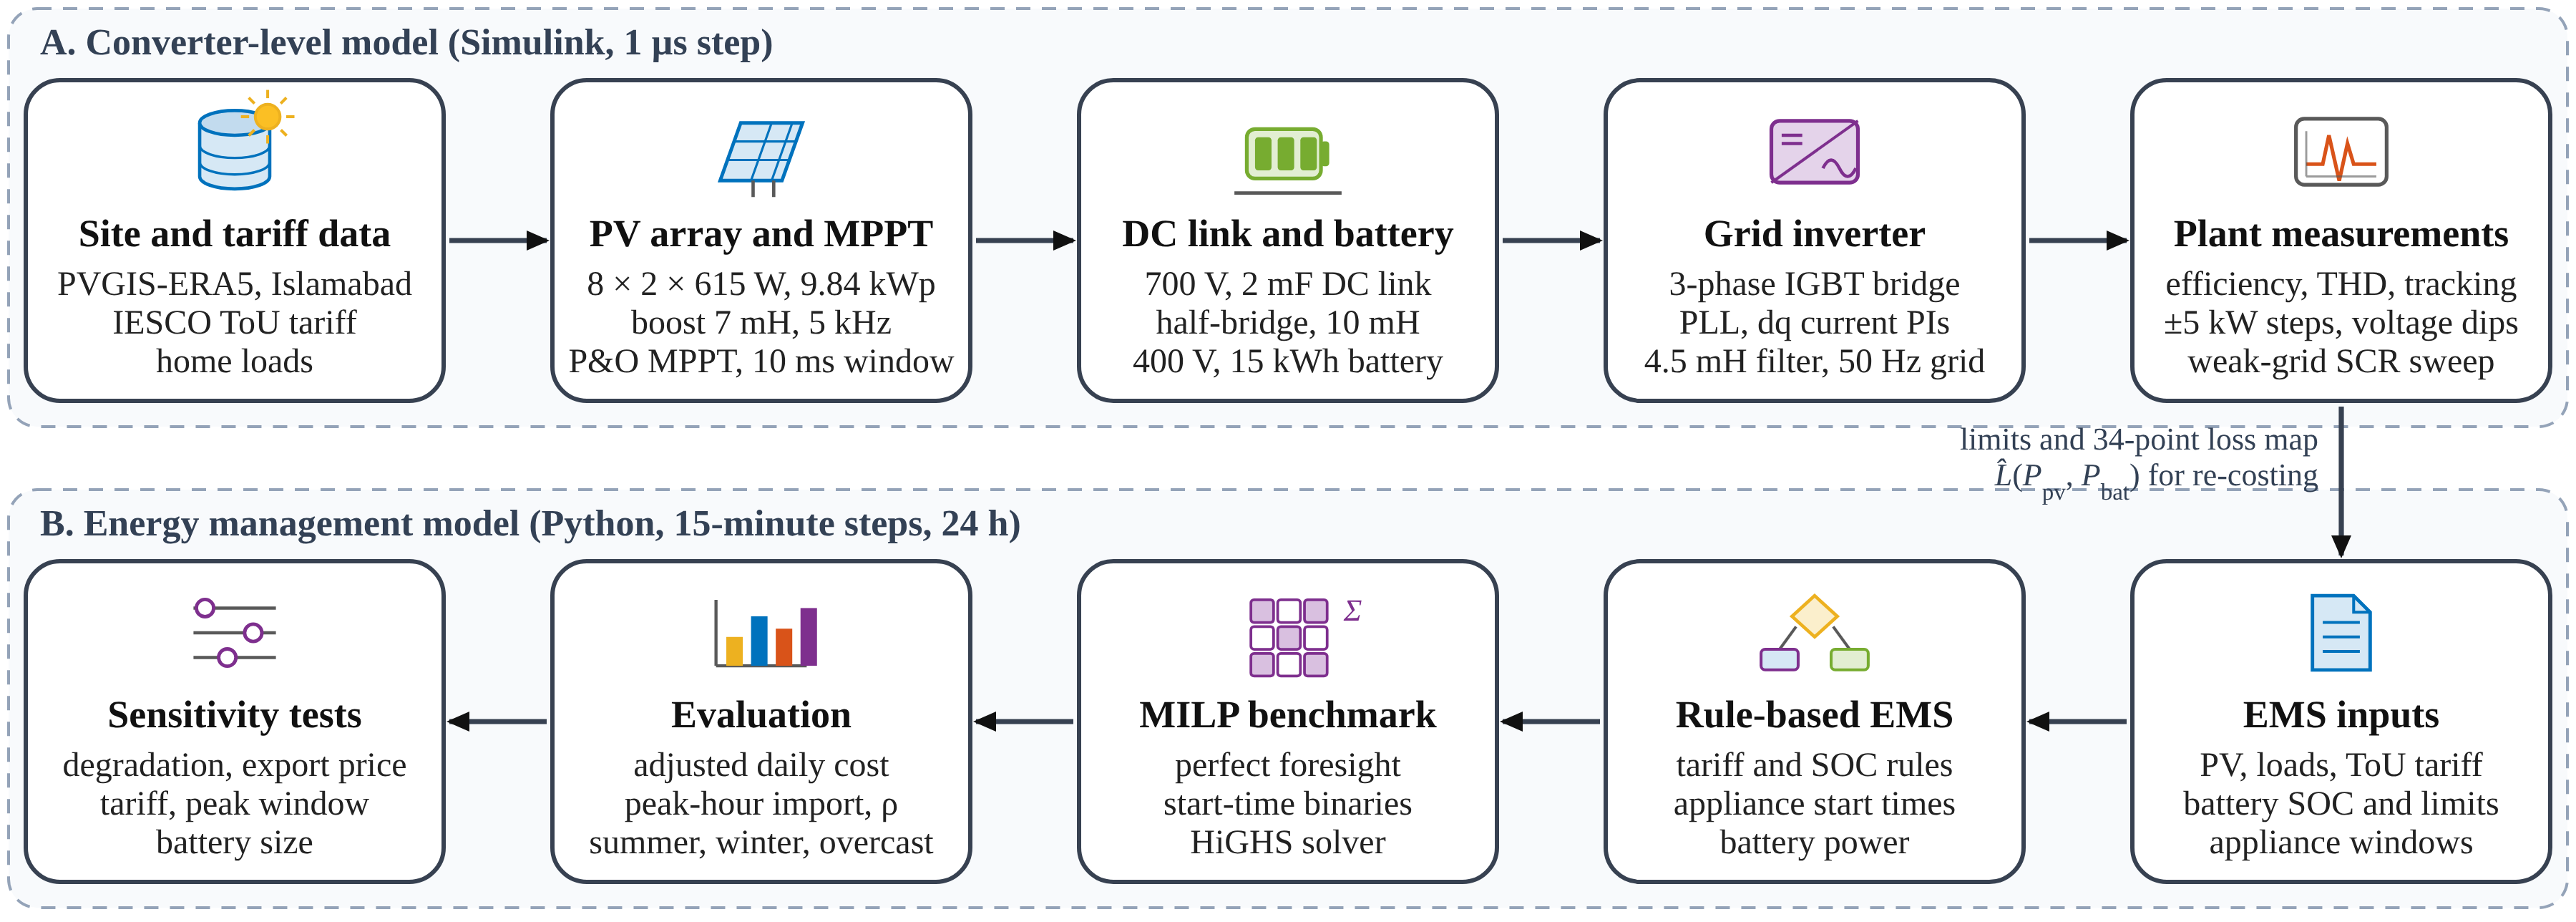 A. Converter-level model (Simulink, 1 µs step)
Site and tariff data
PVGIS-ERA5, Islamabad
IESCO ToU tariff
home loads
PV array and MPPT
8 × 2 × 615 W, 9.84 kWp
boost 7 mH, 5 kHz
P&O MPPT, 10 ms window
DC link and battery
700 V, 2 mF DC link
half-bridge, 10 mH
400 V, 15 kWh battery
Grid inverter
3-phase IGBT bridge
PLL, dq current PIs
4.5 mH filter, 50 Hz grid
Plant measurements
efficiency, THD, tracking
±5 kW steps, voltage dips
weak-grid SCR sweep
limits and 34-point loss map
L̂(P_pv, P_bat) for re-costing
B. Energy management model (Python, 15-minute steps, 24 h)
Sensitivity tests
degradation, export price
tariff, peak window
battery size
Evaluation
adjusted daily cost
peak-hour import, ρ
summer, winter, overcast
Σ
MILP benchmark
perfect foresight
start-time binaries
HiGHS solver
Rule-based EMS
tariff and SOC rules
appliance start times
battery power
EMS inputs
PV, loads, ToU tariff
battery SOC and limits
appliance windows